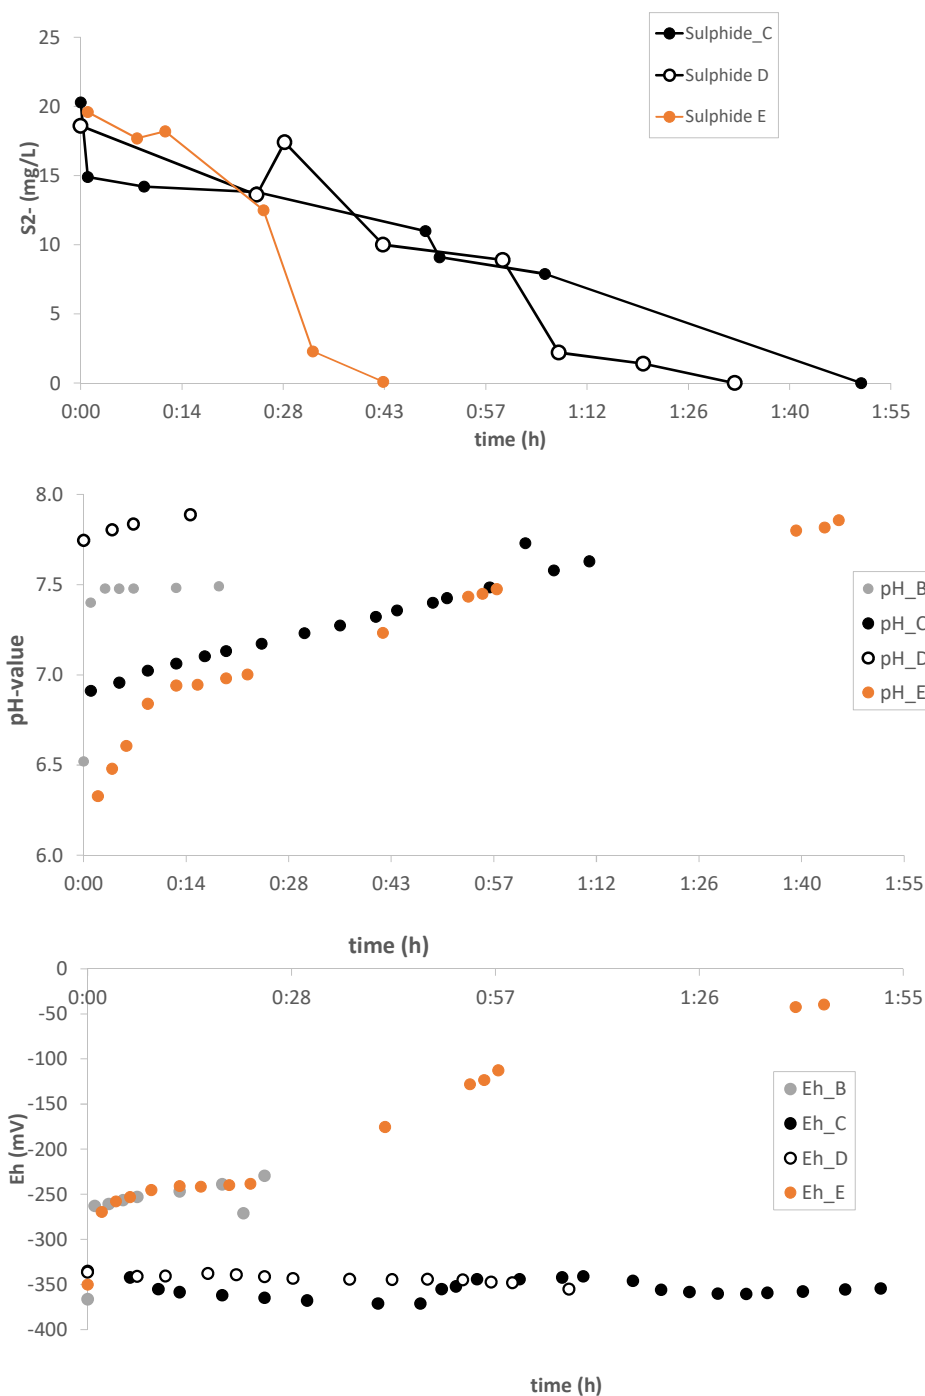 25
20
15
10
5
0
S2- (mg/L)
0:00 0:14 0:28 0:43 0:57 1:12 1:26 1:40 1:55
time (h)
Sulphide_C
Sulphide D
Sulphide E
8.0
7.5
7.0
6.5
6.0
pH-value
0:00 0:14 0:28 0:43 0:57 1:12 1:26 1:40 1:55
time (h)
pH_B
pH_C
pH_D
pH_E
0
-50
-100
-150
-200
-250
-300
-350
-400
Eh (mV)
0:00 0:28 0:57 1:26 1:55
time (h)
Eh_B
Eh_C
Eh_D
Eh_E